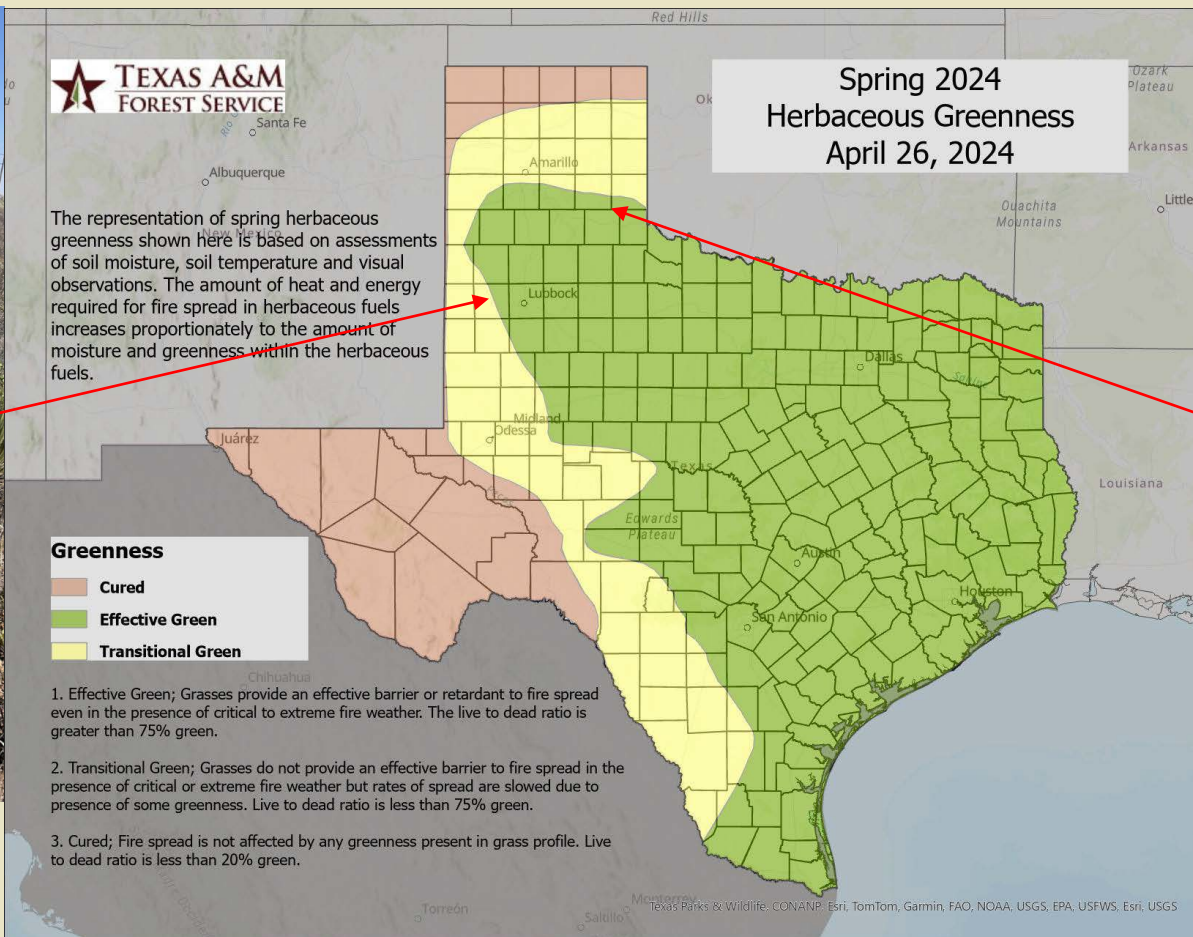 Red Hills
TEXAS A&M
FOREST SERVICE
Spring 2024
Herbaceous Greenness
April 26, 2024
Ozark
Plateau
Ok
Santa Fe
Amarillo
Arkansas
Albuquerque
Little
Ouachita
Mountains
New Mexico
The representation of spring herbaceous
greenness shown here is based on assessments
of soil moisture, soil temperature and visual
observations. The amount of heat and energy
required for fire spread in herbaceous fuels
increases proportionately to the amount of
moisture and greenness within the herbaceous
fuels.
Lubbock
Dallas
Midland
Odessa
Juárez
Texas
Louisiana
Pecos
Edwards
Plateau
Austin
Houston
San Antonio
Greenness
Cured
Effective Green
Transitional Green
Chihuahua
1. Effective Green; Grasses provide an effective barrier or retardant to fire spread
even in the presence of critical to extreme fire weather. The live to dead ratio is
greater than 75% green.
2. Transitional Green; Grasses do not provide an effective barrier to fire spread in the
presence of critical or extreme fire weather but rates of spread are slowed due to
presence of some greenness. Live to dead ratio is less than 75% green.
3. Cured; Fire spread is not affected by any greenness present in grass profile. Live
to dead ratio is less than 20% green.
Torreón
Monterrey
Saltillo
Texas Parks & Wildlife, CONANP, Esri, TomTom, Garmin, FAO, NOAA, USGS, EPA, USFWS, Esri, USGS